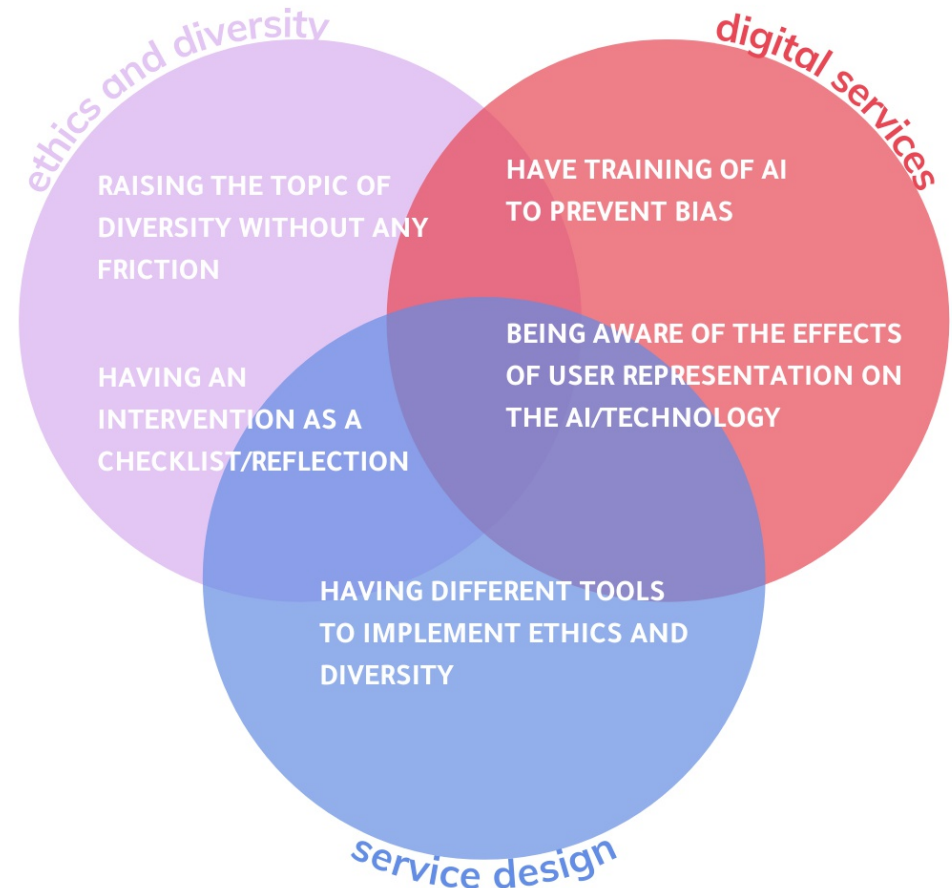 ethics and diversity
digital services
RAISING THE TOPIC OF
DIVERSITY WITHOUT ANY
FRICTION
HAVING AN
INTERVENTION AS A
CHECKLIST/REFLECTION
HAVE TRAINING OF AI
TO PREVENT BIAS
BEING AWARE OF THE EFFECTS
OF USER REPRESENTATION ON
THE AI/TECHNOLOGY
HAVING DIFFERENT TOOLS
TO IMPLEMENT ETHICS AND
DIVERSITY
service design